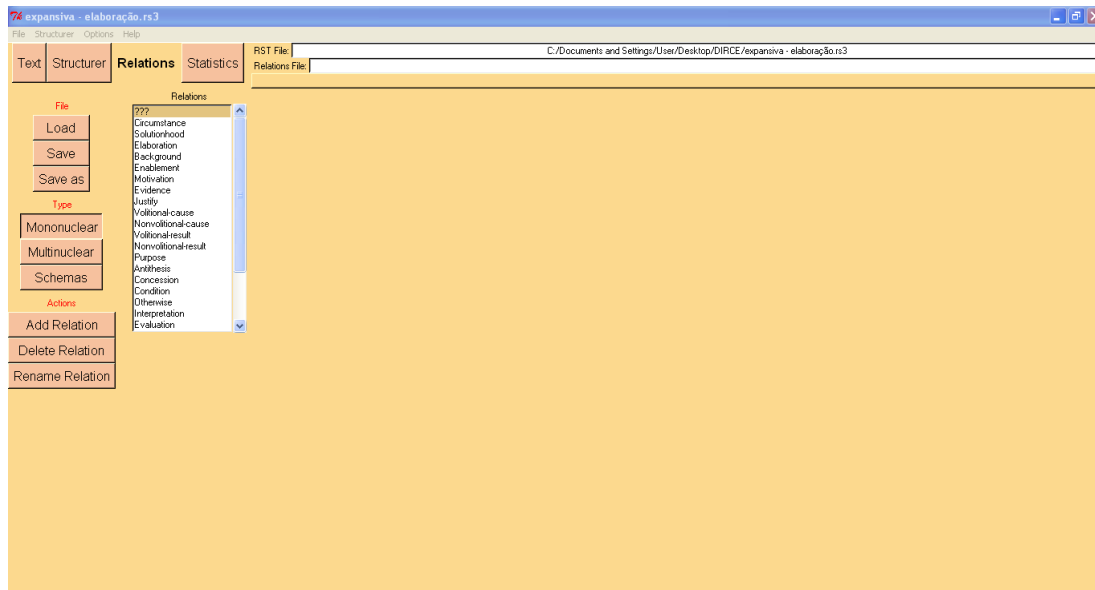 expansiva - elaboração.rs3
File Structurer Options Help
Text Structurer Relations Statistics
RST File: C:/Documents and Settings/User/Desktop/DIRCE/expansiva - elaboração.rs3
Relations File:
File
Load
Save
Save as
Type
Mononuclear
Multinuclear
Schemas
Actions
Add Relation
Delete Relation
Rename Relation
Relations
???
Circumstance
Solutionhood
Elaboration
Background
Enablement
Motivation
Evidence
Justify
Volitional-cause
Nonvolitional-cause
Volitional-result
Nonvolitional-result
Purpose
Antithesis
Concession
Condition
Otherwise
Interpretation
Evaluation